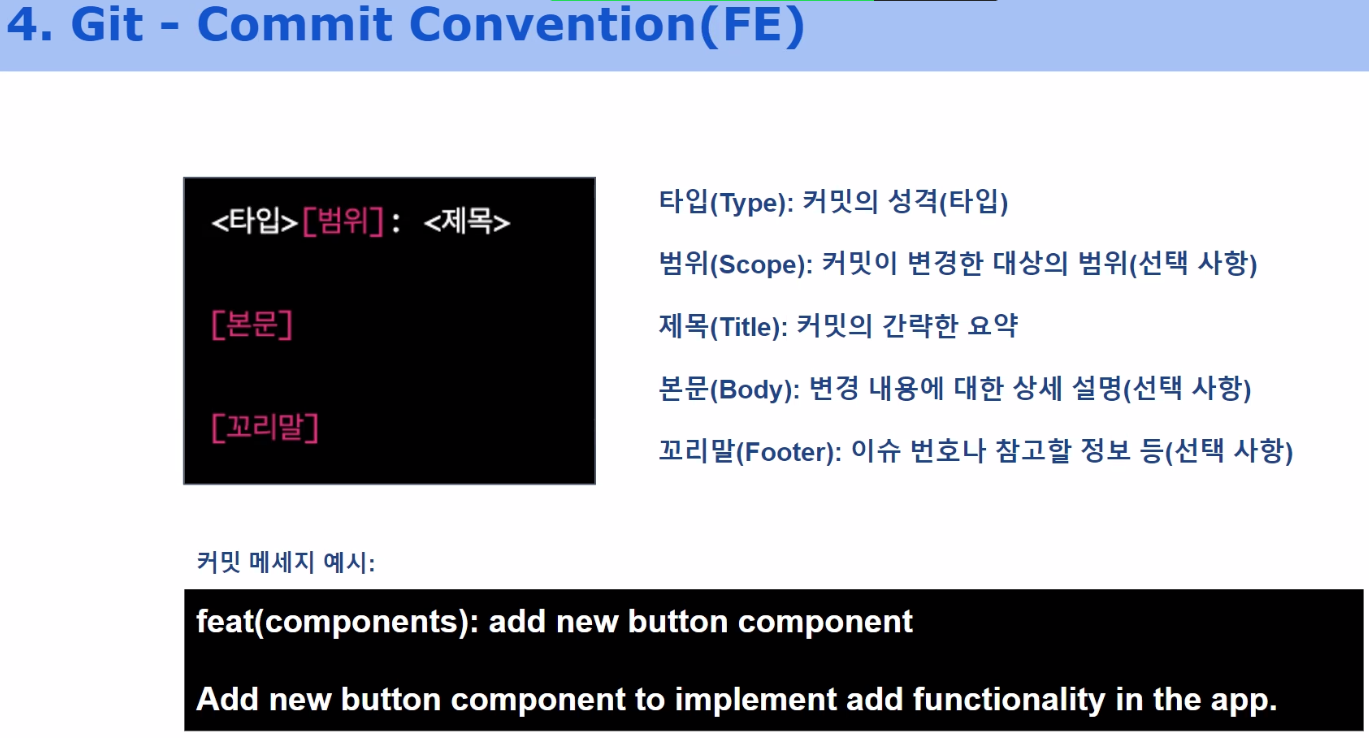 4. Git - Commit Convention(FE)
<타입>[범위]: <제목>
[본문]
[꼬리말]
타입(Type): 커밋의 성격(타입)
범위(Scope): 커밋이 변경한 대상의 범위(선택 사항)
제목(Title): 커밋의 간략한 요약
본문(Body): 변경 내용에 대한 상세 설명(선택 사항)
꼬리말(Footer): 이슈 번호나 참고할 정보 등(선택 사항)
커밋 메세지 예시:
feat(components): add new button component
Add new button component to implement add functionality in the app.